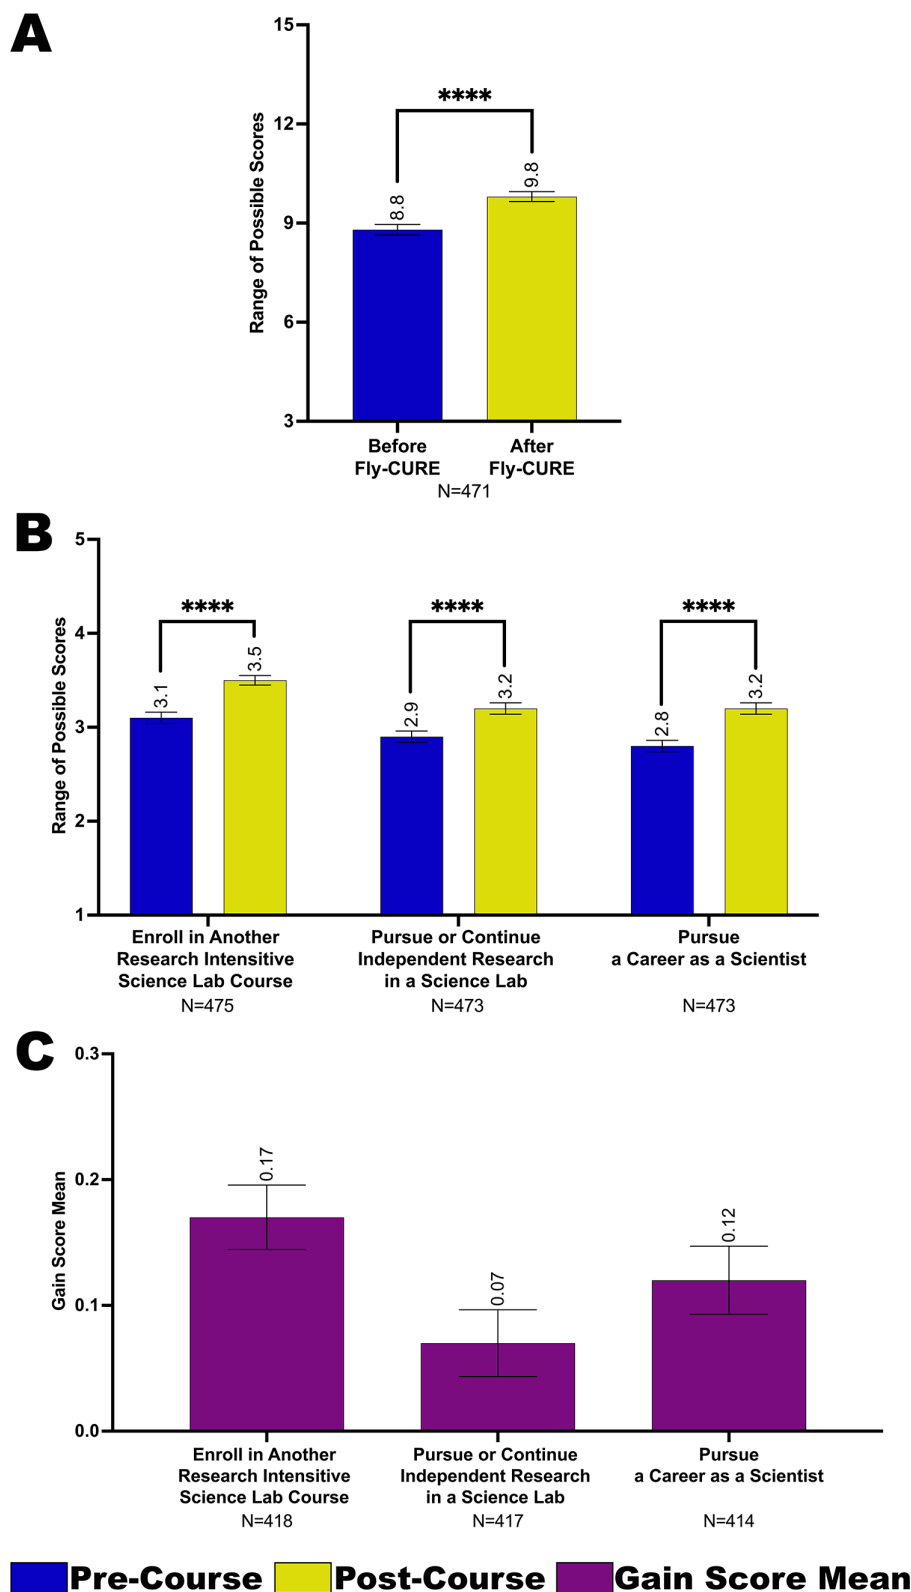 A
15
12
9
6
3
Range of Possible Scores
****
8.8
9.8
Before
Fly-CURE
After
Fly-CURE
N=471
B
5
4
3
2
1
Range of Possible Scores
****
****
****
3.1
3.5
2.9
3.2
2.8
3.2
Enroll in Another
Research Intensitive
Science Lab Course
N=475
Pursue or Continue
Independent Research
in a Science Lab
N=473
Pursue
a Career as a Scientist
N=473
C
0.3
0.2
0.1
0.0
Gain Score Mean
0.17
0.07
0.12
Enroll in Another
Research Intensitive
Science Lab Course
N=418
Pursue or Continue
Independent Research
in a Science Lab
N=417
Pursue
a Career as a Scientist
N=414
Pre-Course
Post-Course
Gain Score Mean